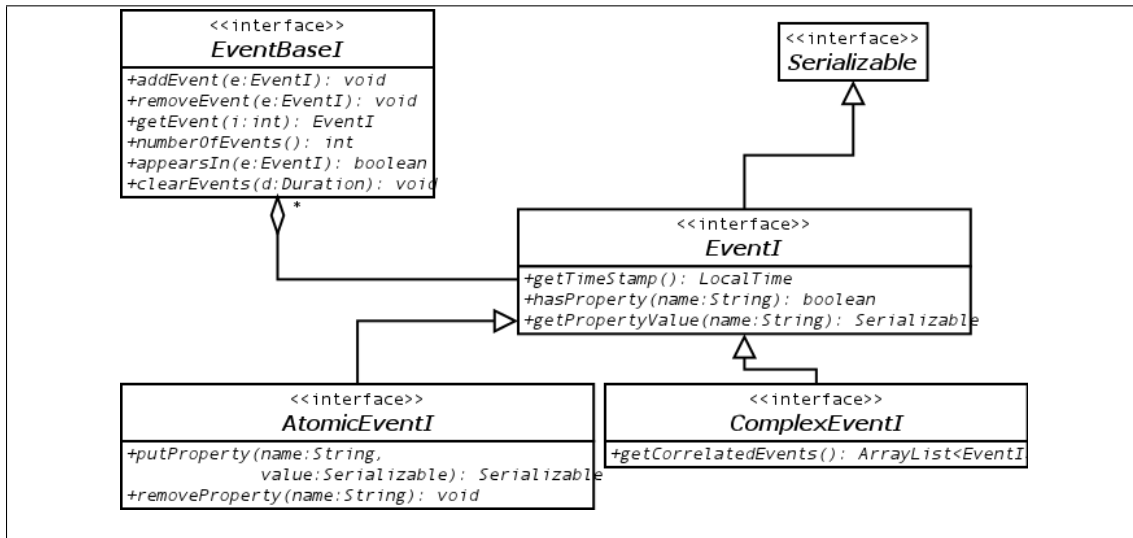 <<interface>>
EventBaseI
+addEvent(e:EventI): void
+removeEvent(e:EventI): void
+getEvent(i:int): EventI
+numberOfEvents(): int
+appearsIn(e:EventI): boolean
+clearEvents(d:Duration): void
*
<<interface>>
Serializable
<<interface>>
EventI
+getTimeStamp(): LocalTime
+hasProperty(name:String): boolean
+getPropertyValue(name:String): Serializable
<<interface>>
AtomicEventI
+putProperty(name:String,
value:Serializable): Serializable
+removeProperty(name:String): void
<<interface>>
ComplexEventI
+getCorrelatedEvents(): ArrayList<EventI